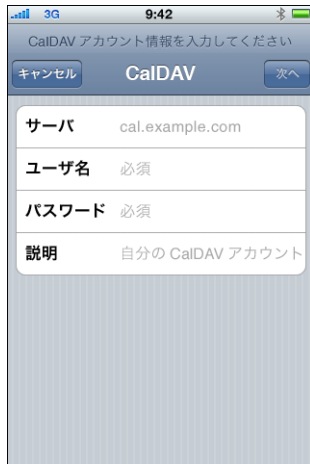 3G 9:42
CalDAV アカウント情報を入力してください
キャンセル CalDAV 次へ
サーバ cal.example.com
ユーザ名 必須
パスワード 必須
説明 自分の CalDAV アカウント